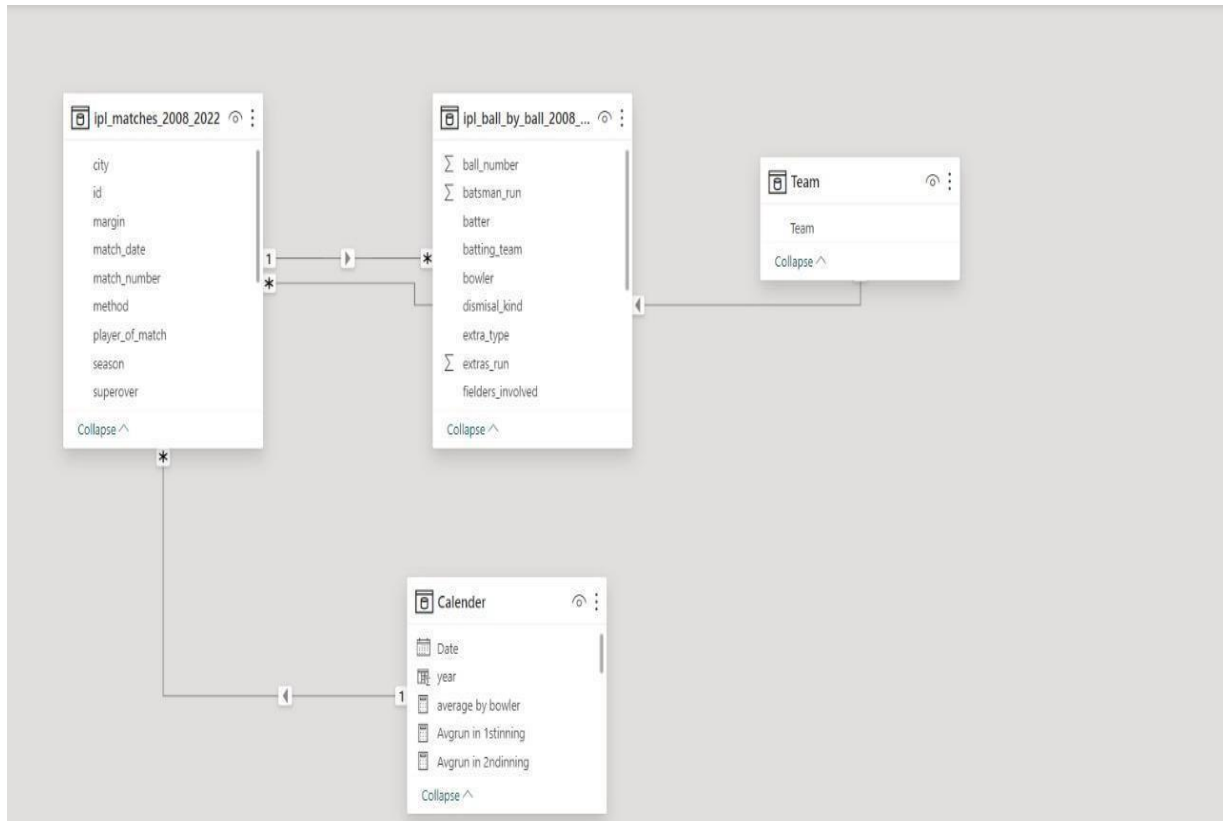 ipl_matches_2008_2022
city
id
margin
match_date
match_number
method
player_of_match
season
superover
Collapse
1
*
*
*
ipl_ball_by_ball_2008_...
ball_number
batsman_run
batter
batting_team
bowler
dismisal_kind
extra_type
extras_run
fielders_involved
Collapse
Team
Team
Collapse
Calender
Date
year
average by bowler
Avgrun in 1stinning
Avgrun in 2ndinning
Collapse
1